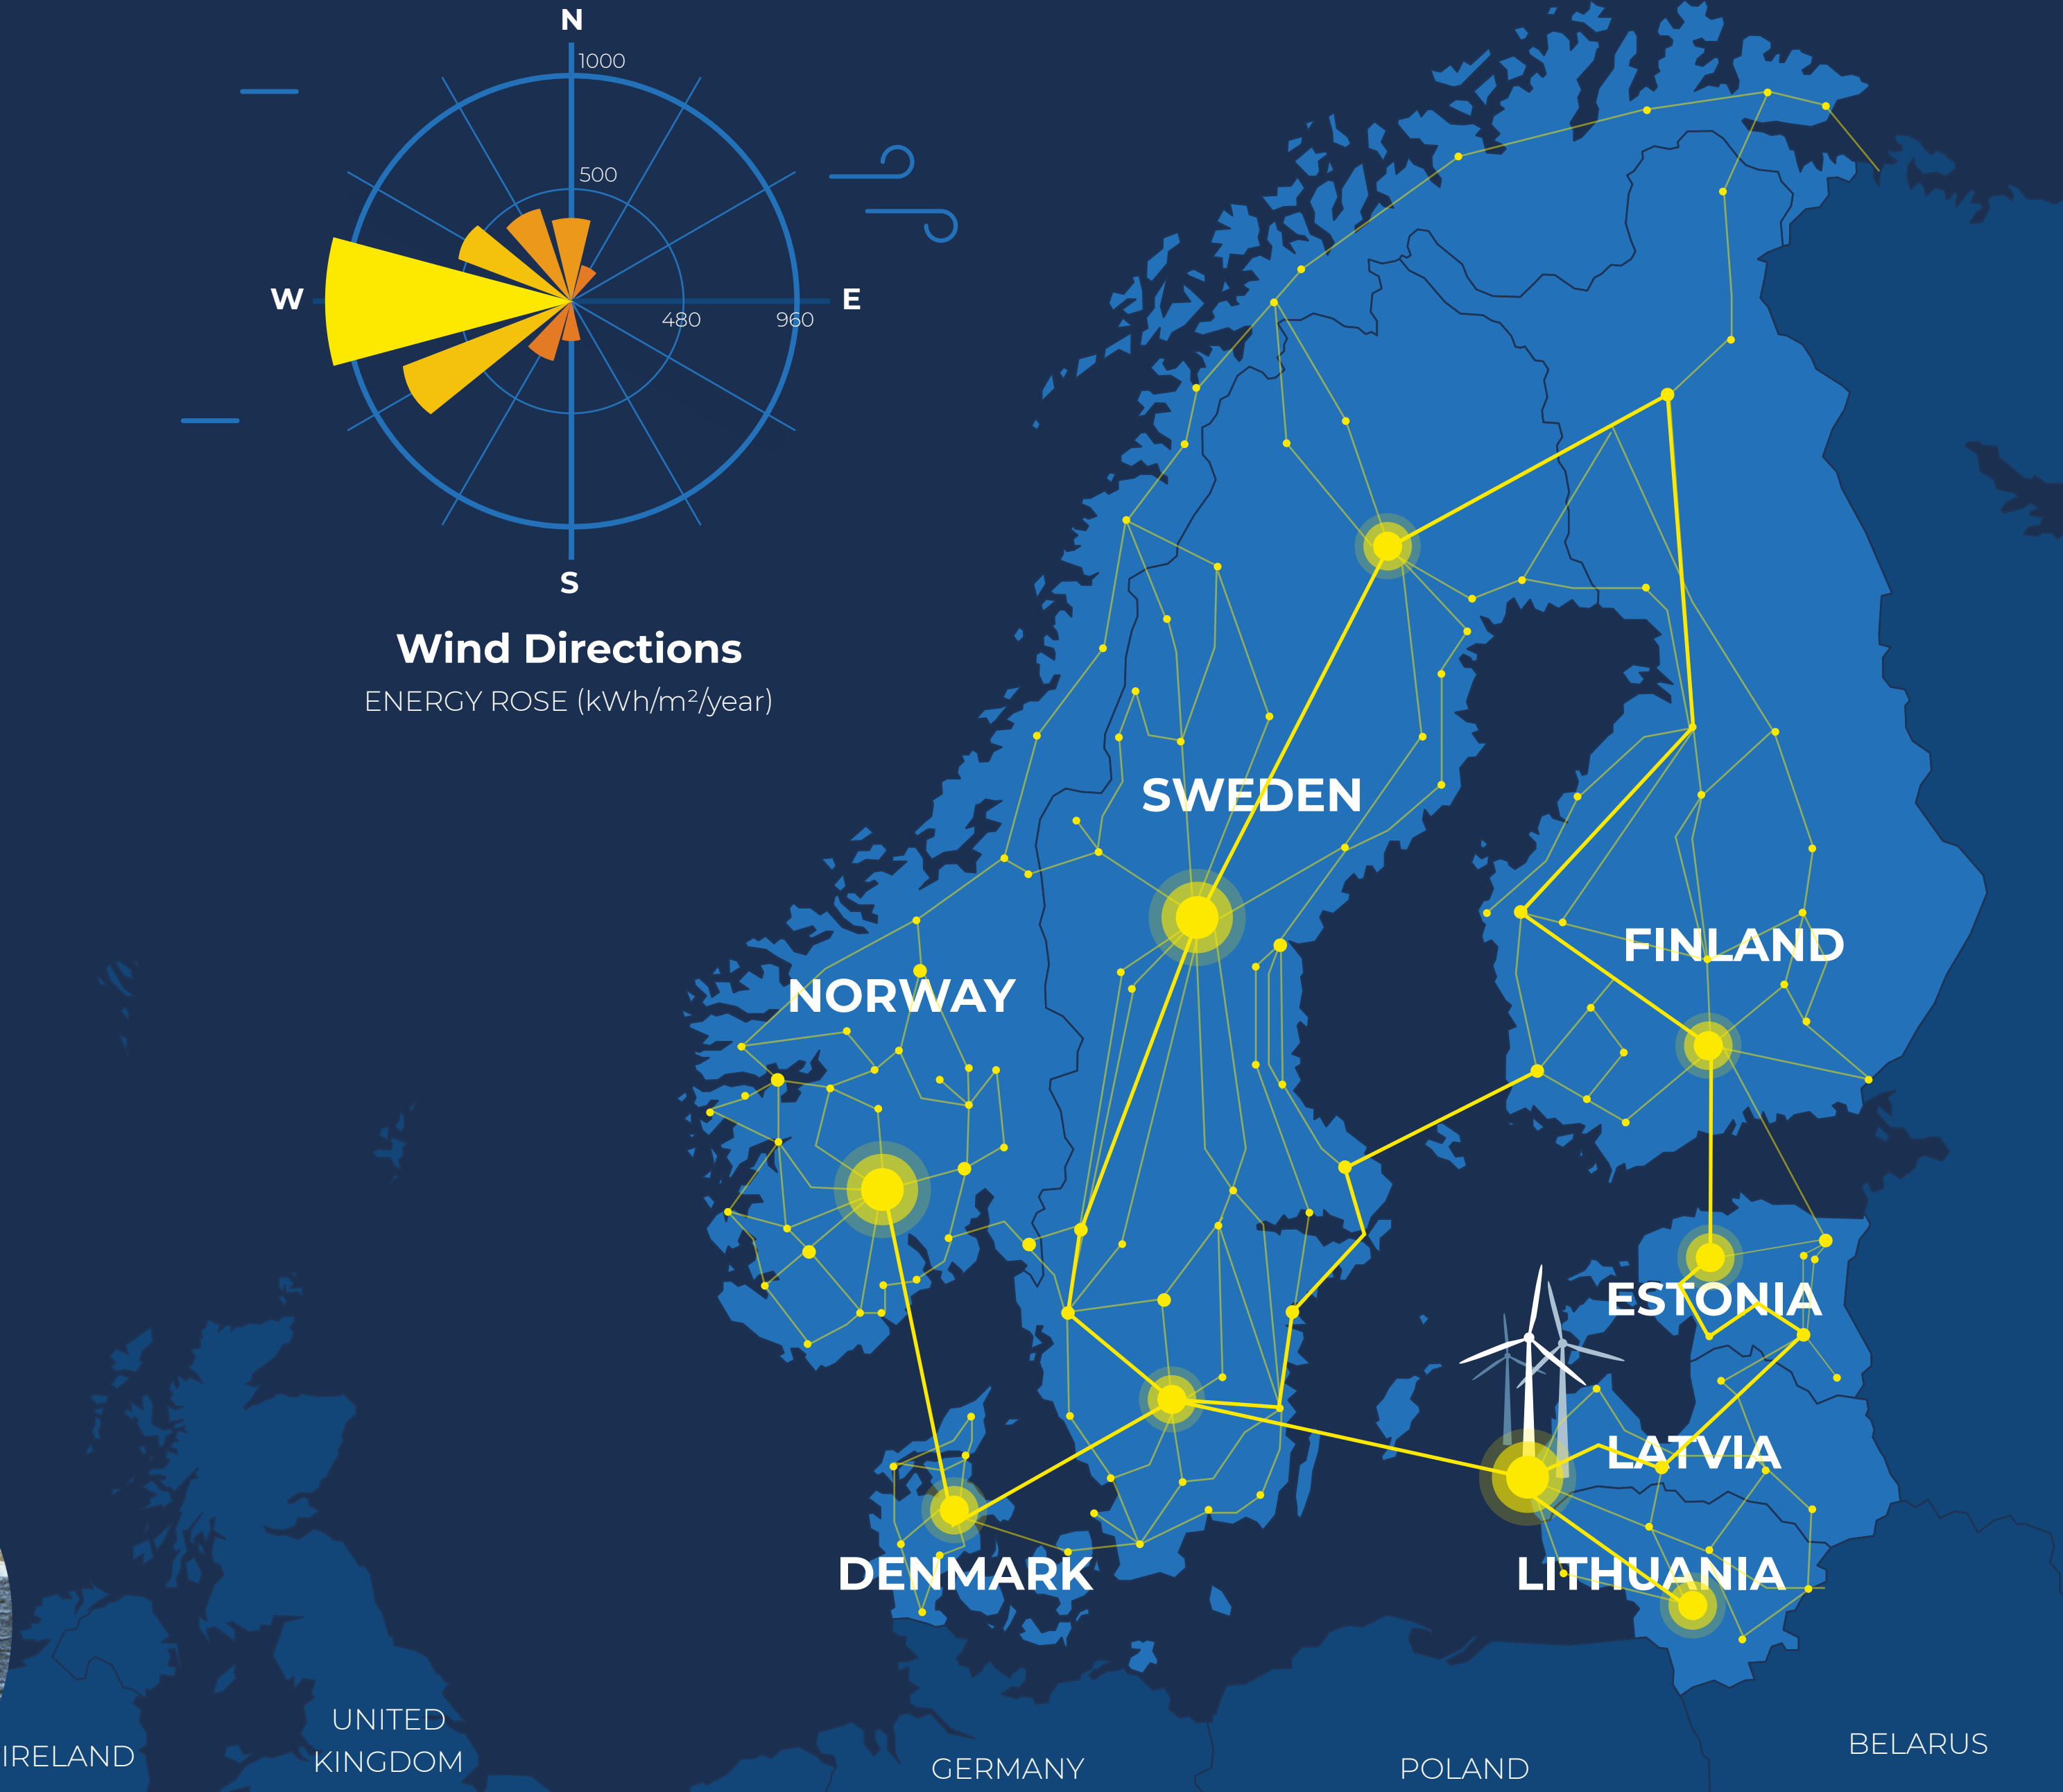 N
1000
500
W
E
480
960
S
Wind Directions
ENERGY ROSE (kWh/m²/year)
SWEDEN
FINLAND
NORWAY
ESTONIA
LATVIA
DENMARK
LITHUANIA
UNITED
KINGDOM
IRELAND
GERMANY
POLAND
BELARUS